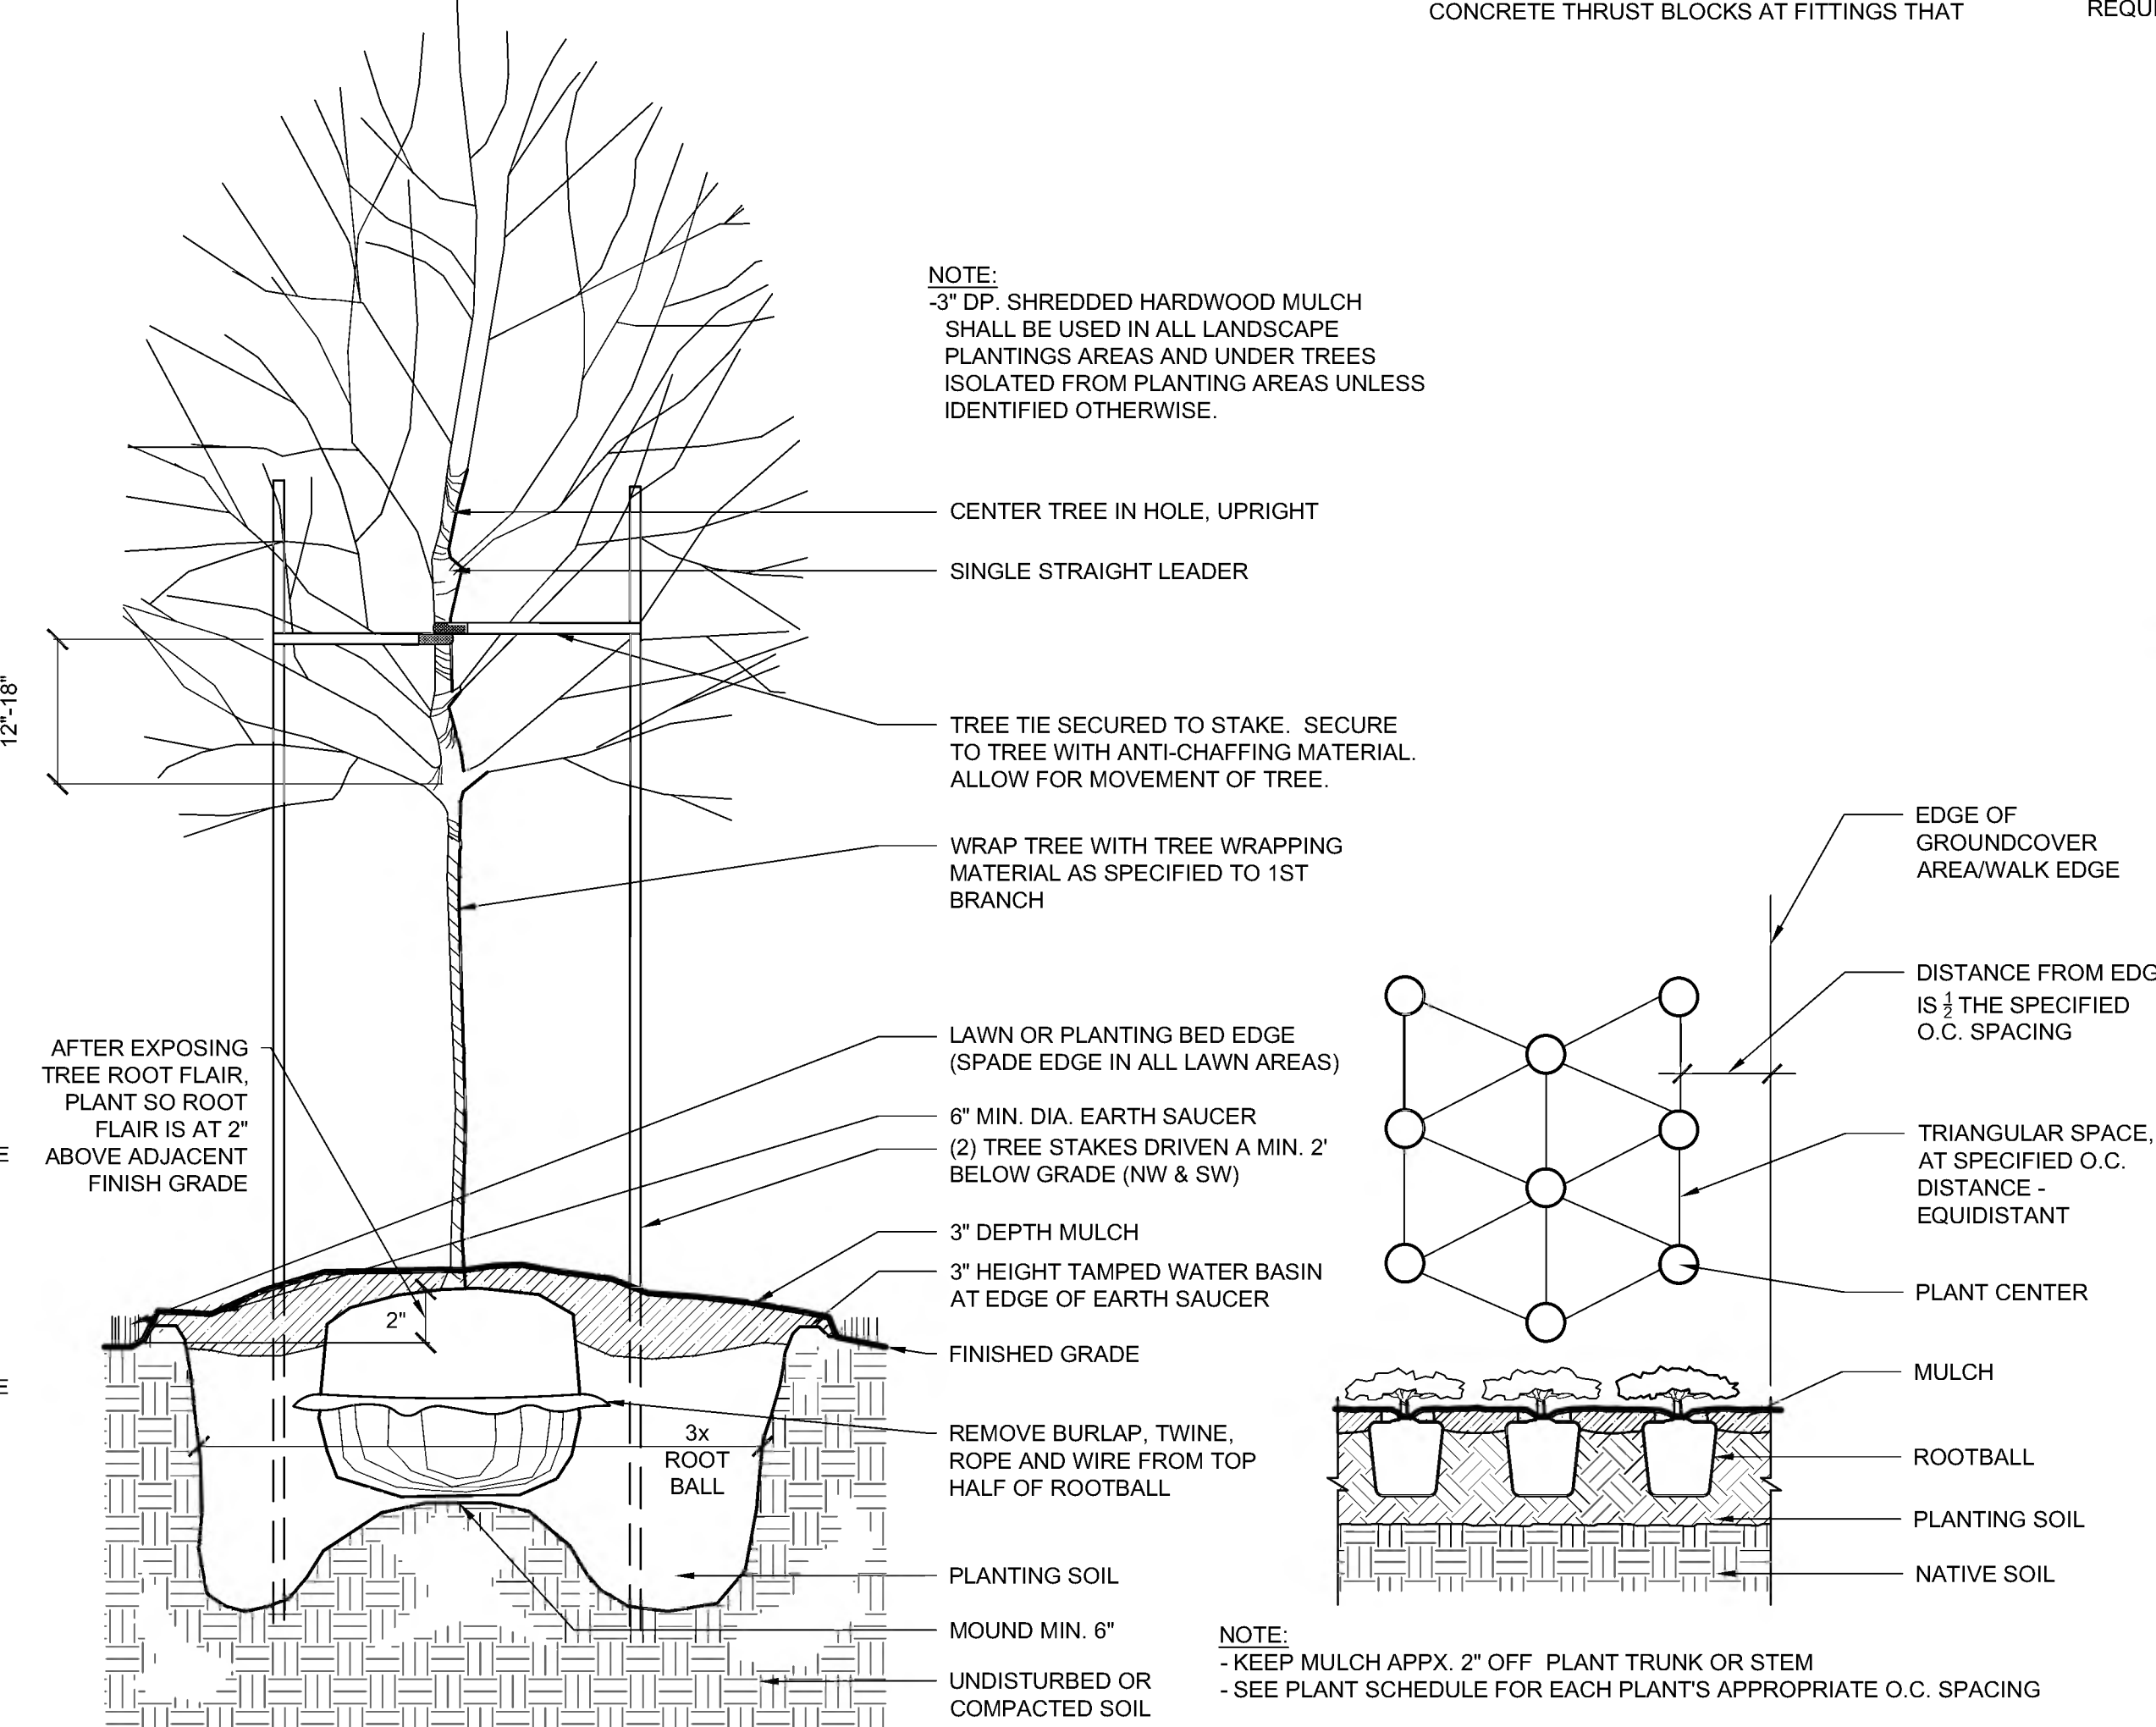 CONCRETE THRUST BLOCKS AT FITTINGS THAT
NOTE:
-3" DP. SHREDDED HARDWOOD MULCH
SHALL BE USED IN ALL LANDSCAPE
PLANTINGS AREAS AND UNDER TREES
ISOLATED FROM PLANTING AREAS UNLESS
IDENTIFIED OTHERWISE.
CENTER TREE IN HOLE, UPRIGHT
SINGLE STRAIGHT LEADER
12"-18"
TREE TIE SECURED TO STAKE. SECURE
TO TREE WITH ANTI-CHAFFING MATERIAL.
ALLOW FOR MOVEMENT OF TREE.
WRAP TREE WITH TREE WRAPPING
MATERIAL AS SPECIFIED TO 1ST
BRANCH
LAWN OR PLANTING BED EDGE
(SPADE EDGE IN ALL LAWN AREAS)
AFTER EXPOSING
TREE ROOT FLAIR,
PLANT SO ROOT
FLAIR IS AT 2"
ABOVE ADJACENT
FINISH GRADE
6" MIN. DIA. EARTH SAUCER
(2) TREE STAKES DRIVEN A MIN. 2'
BELOW GRADE (NW & SW)
3" DEPTH MULCH
3" HEIGHT TAMPED WATER BASIN
AT EDGE OF EARTH SAUCER
2"
FINISHED GRADE
3x
ROOT
BALL
REMOVE BURLAP, TWINE,
ROPE AND WIRE FROM TOP
HALF OF ROOTBALL
PLANTING SOIL
MOUND MIN. 6"
UNDISTURBED OR
COMPACTED SOIL
EDGE OF
GROUNDCOVER
AREA/WALK EDGE
DISTANCE FROM EDG
IS ½ THE SPECIFIED
O.C. SPACING
TRIANGULAR SPACE,
AT SPECIFIED O.C.
DISTANCE -
EQUIDISTANT
PLANT CENTER
MULCH
ROOTBALL
PLANTING SOIL
NATIVE SOIL
NOTE:
- KEEP MULCH APPX. 2" OFF PLANT TRUNK OR STEM
- SEE PLANT SCHEDULE FOR EACH PLANT'S APPROPRIATE O.C. SPACING